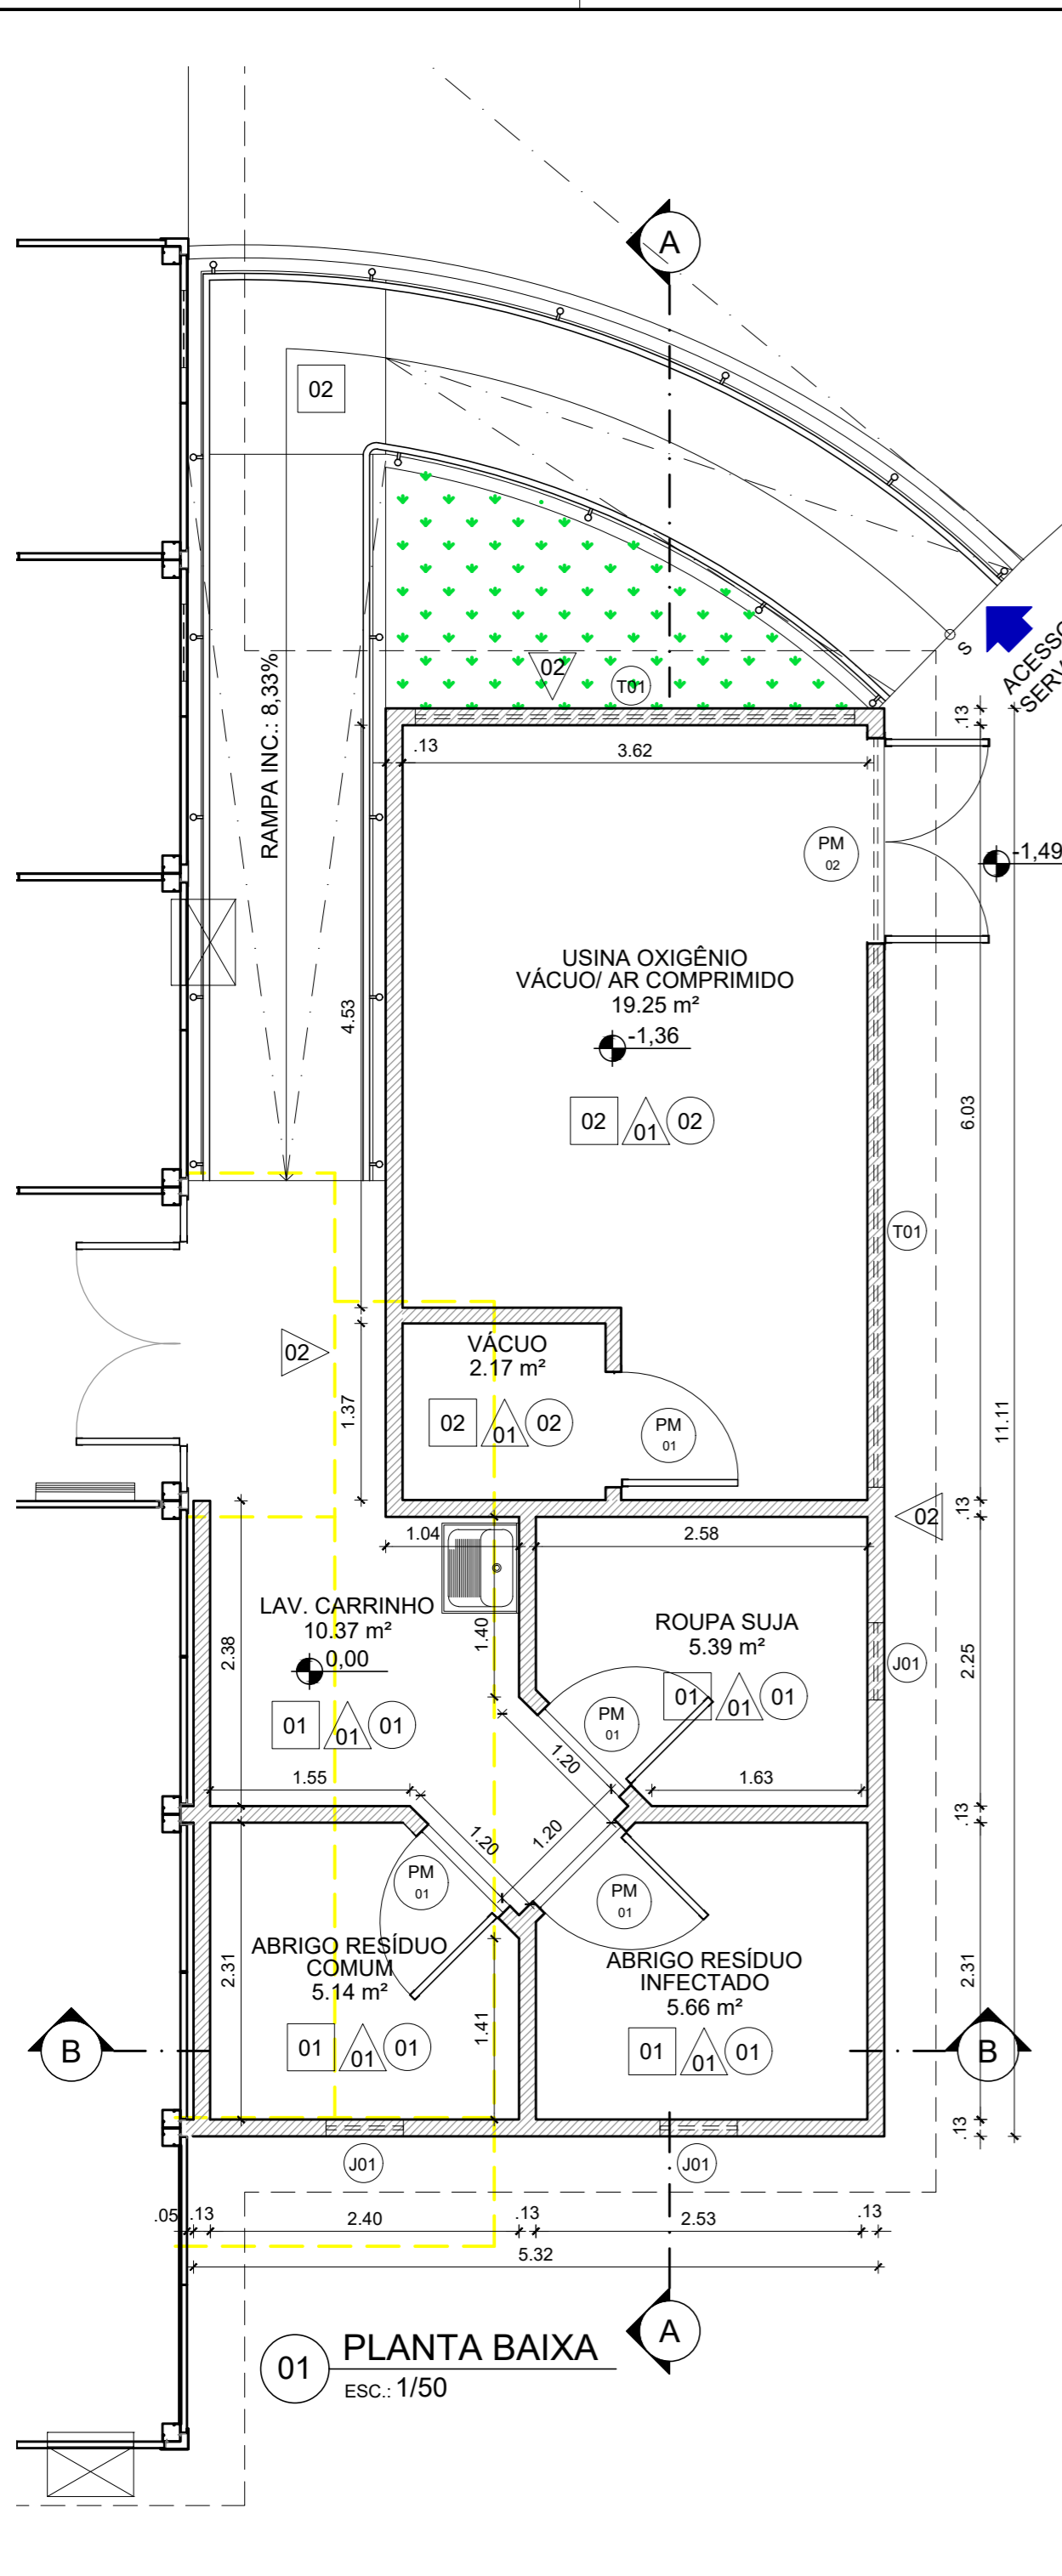 A
02
RAMPA INC.: 8,33%
02
T01
S
.13
3.62
.13
PM
02
-1,49
USINA OXIGÊNIO
VÁCUO/ AR COMPRIMIDO
19.25 m²
-1,36
02
01
02
4.53
6.03
T01
11.11
02
VÁCUO
2.17 m²
02
01
02
PM
01
1.37
.13
02
1.04
2.58
LAV. CARRINHO
10.37 m²
0,00
01
01
01
2.38
1.40
ROUPA SUJA
5.39 m²
01
01
01
PM
01
J01
2.25
1.55
1.20
1.63
1.20
1.20
.13
PM
01
PM
01
ABRIGO RESÍDUO
COMUM
5.14 m²
01
01
01
2.31
1.41
ABRIGO RESÍDUO
INFECTADO
5.66 m²
01
01
01
2.31
B
B
.13
J01
J01
.05
.13
2.40
.13
2.53
.13
5.32
A
01
PLANTA BAIXA
ESC.: 1/50